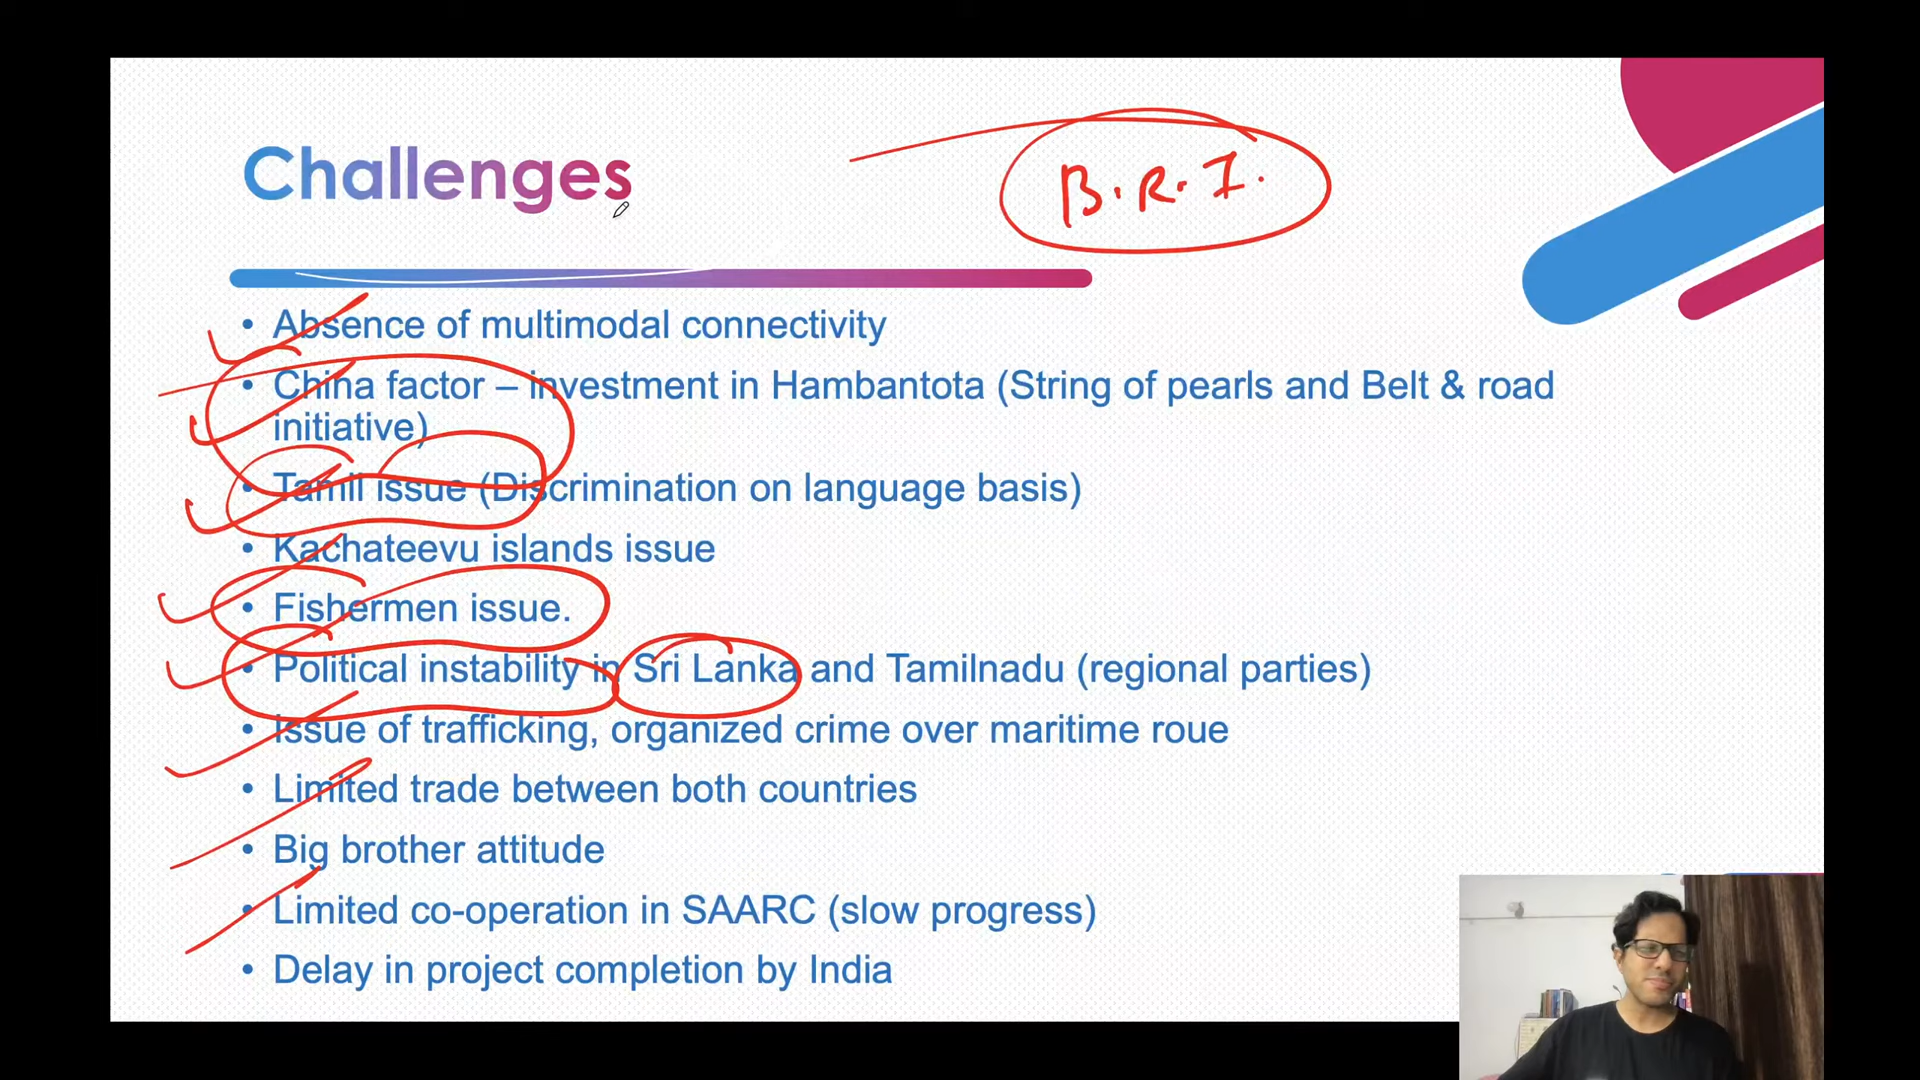 Challenges
B.R.I.
• Absence of multimodal connectivity
• China factor – investment in Hambantota (String of pearls and Belt & road
initiative)
• Tamil issue (Discrimination on language basis)
• Kachateevu islands issue
• Fishermen issue.
• Political instability in Sri Lanka and Tamilnadu (regional parties)
• Issue of trafficking, organized crime over maritime roue
• Limited trade between both countries
• Big brother attitude
• Limited co-operation in SAARC (slow progress)
• Delay in project completion by India